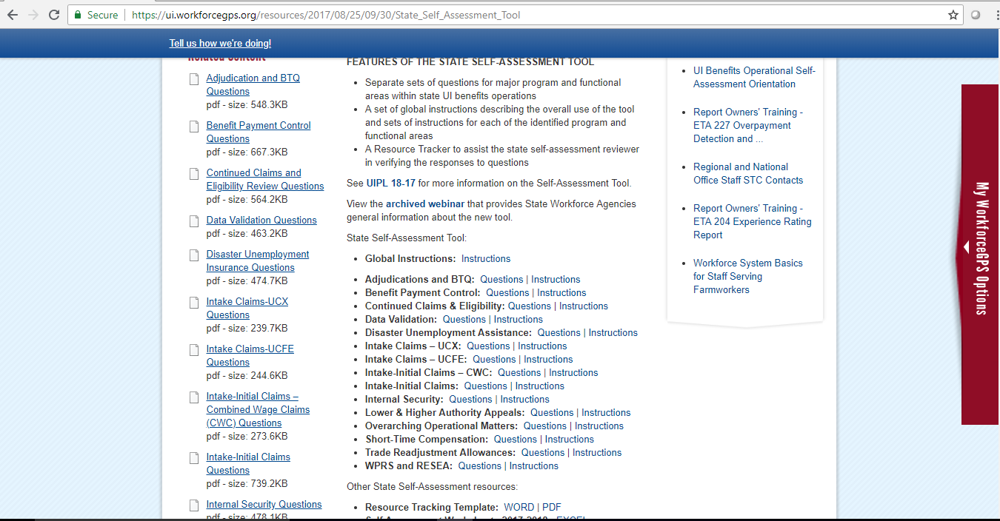 Secure | https://ui.workforcegps.org/resources/2017/08/25/09/30/State_Self_Assessment_Tool
Tell us how we're doing!
Related Content
Adjudication and BTQ
Questions
pdf - size: 548.3KB
Benefit Payment Control
Questions
pdf - size: 667.3KB
Continued Claims and
Eligibility Review Questions
pdf - size: 564.2KB
Data Validation Questions
pdf - size: 463.2KB
Disaster Unemployment
Insurance Questions
pdf - size: 474.7KB
Intake Claims-UCX
Questions
pdf - size: 239.7KB
Intake Claims-UCFE
Questions
pdf - size: 244.6KB
Intake-Initial Claims –
Combined Wage Claims
(CWC) Questions
pdf - size: 273.6KB
Intake-Initial Claims
Questions
pdf - size: 739.2KB
Internal Security Questions
pdf - size: 478.1KB
FEATURES OF THE STATE SELF-ASSESSMENT TOOL
• Separate sets of questions for major program and functional
areas within state UI benefits operations
• A set of global instructions describing the overall use of the tool
and sets of instructions for each of the identified program and
functional areas
• A Resource Tracker to assist the state self-assessment reviewer
in verifying the responses to questions
See UIPL 18-17 for more information on the Self-Assessment Tool.
View the archived webinar that provides State Workforce Agencies
general information about the new tool.
State Self-Assessment Tool:
• Global Instructions: Instructions
• Adjudications and BTQ: Questions | Instructions
• Benefit Payment Control: Questions | Instructions
• Continued Claims & Eligibility: Questions | Instructions
• Data Validation: Questions | Instructions
• Disaster Unemployment Assistance: Questions | Instructions
• Intake Claims – UCX: Questions | Instructions
• Intake Claims – UCFE: Questions | Instructions
• Intake-Initial Claims – CWC: Questions | Instructions
• Intake-Initial Claims: Questions | Instructions
• Internal Security: Questions | Instructions
• Lower & Higher Authority Appeals: Questions | Instructions
• Overarching Operational Matters: Questions | Instructions
• Short-Time Compensation: Questions | Instructions
• Trade Readjustment Allowances: Questions | Instructions
• WPRS and RESEA: Questions | Instructions
Other State Self-Assessment resources:
• Resource Tracking Template: WORD | PDF
• UI Benefits Operational Self-
Assessment Orientation
• Report Owners' Training -
ETA 227 Overpayment
Detection and ...
• Regional and National
Office Staff STC Contacts
• Report Owners' Training -
ETA 204 Experience Rating
Report
• Workforce System Basics
for Staff Serving
Farmworkers
My WorkforceGPS Options